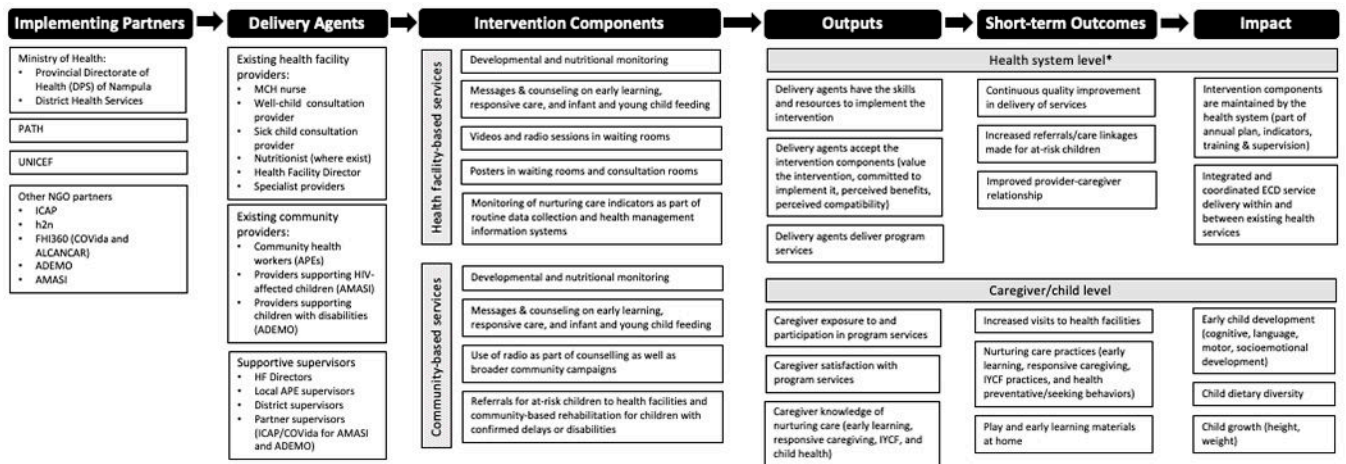 Implementing Partners
Delivery Agents
Intervention Components
Outputs
Short-term Outcomes
Impact
Ministry of Health:
• Provincial Directorate of
Health (DPS) of Nampula
• District Health Services
PATH
UNICEF
Other NGO partners
• ICAP
• h2n
• FHI360 (COVida and
ALCANCAR)
• ADEMO
• AMASI
Existing health facility
providers:
• MCH nurse
• Well-child consultation
provider
• Sick child consultation
provider
• Nutritionist (where exist)
• Health Facility Director
• Specialist providers
Existing community
providers:
• Community health
workers (APEs)
• Providers supporting HIV-
affected children (AMASI)
• Providers supporting
children with disabilities
(ADEMO)
Supportive supervisors
• HF Directors
• Local APE supervisors
• District supervisors
• Partner supervisors
(ICAP/COVida for AMASI
and ADEMO)
Health facility-based services
Developmental and nutritional monitoring
Messages & counseling on early learning,
responsive care, and infant and young child feeding
Videos and radio sessions in waiting rooms
Posters in waiting rooms and consultation rooms
Monitoring of nurturing care indicators as part of
routine data collection and health management
information systems
Community-based services
Developmental and nutritional monitoring
Messages & counseling on early learning,
responsive care, and infant and young child feeding
Use of radio as part of counselling as well as
broader community campaigns
Referrals for at-risk children to health facilities and
community-based rehabilitation for children with
confirmed delays or disabilities
Health system level*
Delivery agents have the skills
and resources to implement the
intervention
Delivery agents accept the
intervention components (value
the intervention, committed to
implement it, perceived benefits,
perceived compatibility)
Delivery agents deliver program
services
Continuous quality improvement
in delivery of services
Increased referrals/care linkages
made for at-risk children
Improved provider-caregiver
relationship
Intervention components
are maintained by the
health system (part of
annual plan, indicators,
training & supervision)
Integrated and
coordinated ECD service
delivery within and
between existing health
services
Caregiver/child level
Caregiver exposure to and
participation in program services
Caregiver satisfaction with
program services
Caregiver knowledge of
nurturing care (early learning,
responsive caregiving, IYCF, and
child health)
Increased visits to health facilities
Nurturing care practices (early
learning, responsive caregiving,
IYCF practices, and health
preventative/seeking behaviors)
Play and early learning materials
at home
Early child development
(cognitive, language,
motor, socioemotional
development)
Child dietary diversity
Child growth (height,
weight)